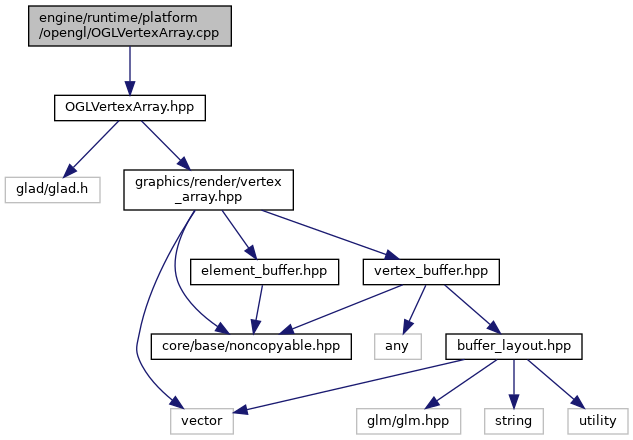 engine/runtime/platform
/opengl/OGLVertexArray.cpp
OGLVertexArray.hpp
glad/glad.h
graphics/render/vertex
_array.hpp
element_buffer.hpp
vertex_buffer.hpp
core/base/noncopyable.hpp
any
buffer_layout.hpp
vector
glm/glm.hpp
string
utility